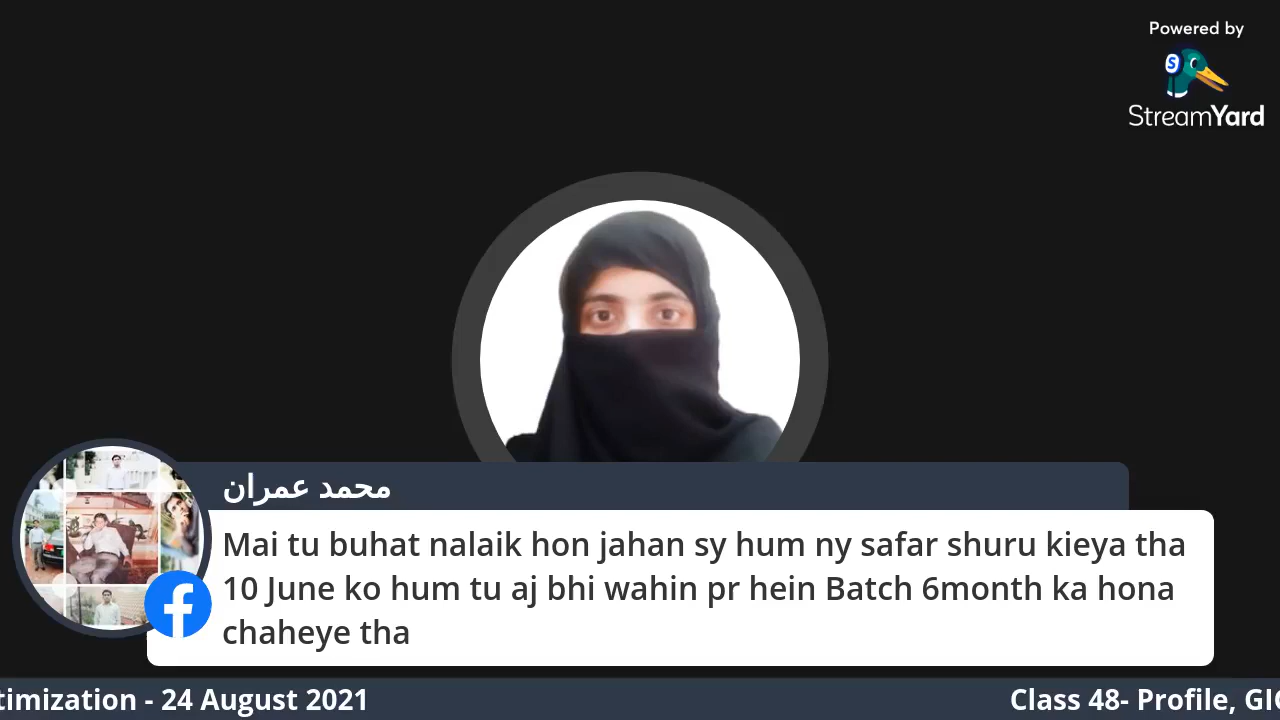 Powered by
StreamYard
محمد عمران
Mai tu buhat nalaik hon jahan sy hum ny safar shuru kieya tha
10 June ko hum tu aj bhi wahin pr hein Batch 6month ka hona
chaheye tha
timization - 24 August 2021
Class 48- Profile, GI